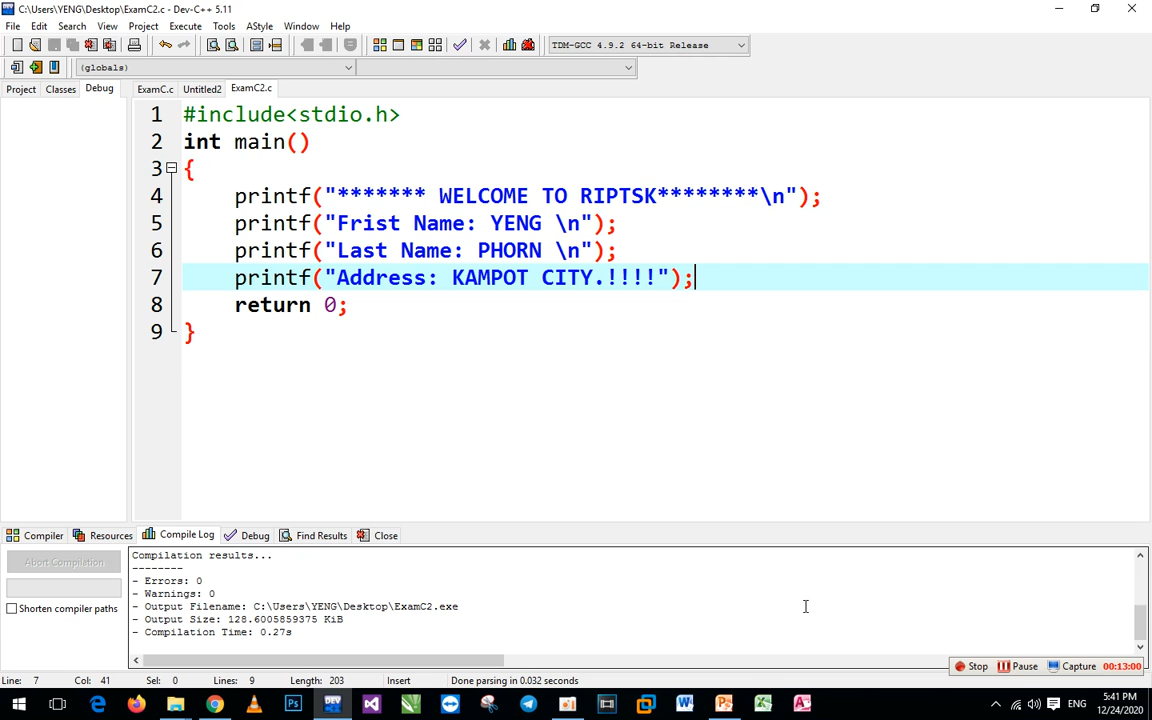 C:\Users\YENG\Desktop\ExamC2.c - Dev-C++ 5.11
File Edit Search View Project Execute Tools AStyle Window Help
TDM-GCC 4.9.2 64-bit Release
(globals)
Project Classes Debug ExamC.c Untitled2 ExamC2.c
1 #include<stdio.h>
2 int main()
3 {
4 printf("******* WELCOME TO RIPTSK********\n");
5 printf("Frist Name: YENG \n");
6 printf("Last Name: PHORN \n");
7 printf("Address: KAMPOT CITY.!!!!");
8 return 0;
9 }
Compiler Resources Compile Log Debug Find Results Close
Abort Compilation
Shorten compiler paths
Compilation results...
--------
- Errors: 0
- Warnings: 0
- Output Filename: C:\Users\YENG\Desktop\ExamC2.exe
- Output Size: 128.6005859375 KiB
- Compilation Time: 0.27s
Stop Pause Capture 00:13:00
Line: 7 Col: 41 Sel: 0 Lines: 9 Length: 203 Insert Done parsing in 0.032 seconds
DEV
ENG
5:41 PM
12/24/2020